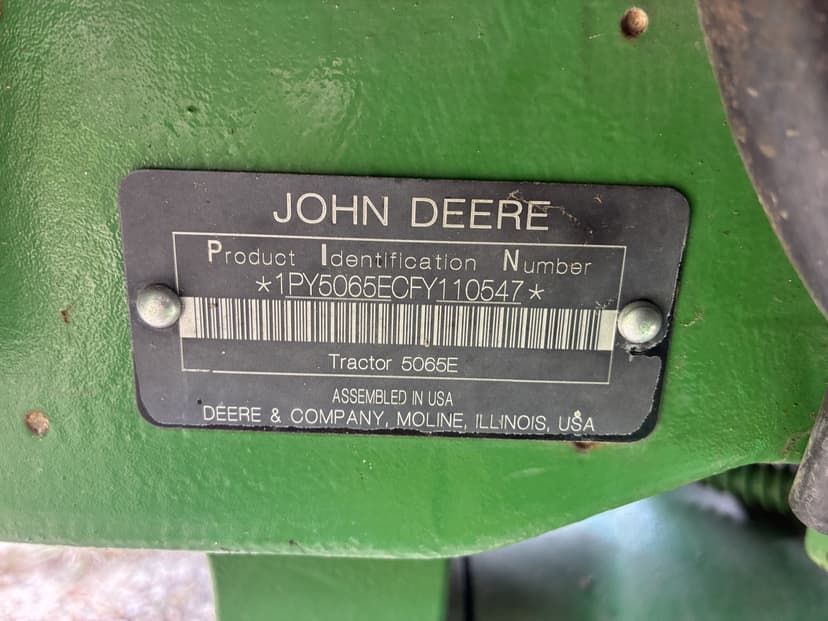 JOHN DEERE
Product Identification Number
*1PY5065ECFY110547*
Tractor 5065E
ASSEMBLED IN USA
DEERE & COMPANY, MOLINE, ILLINOIS, USA